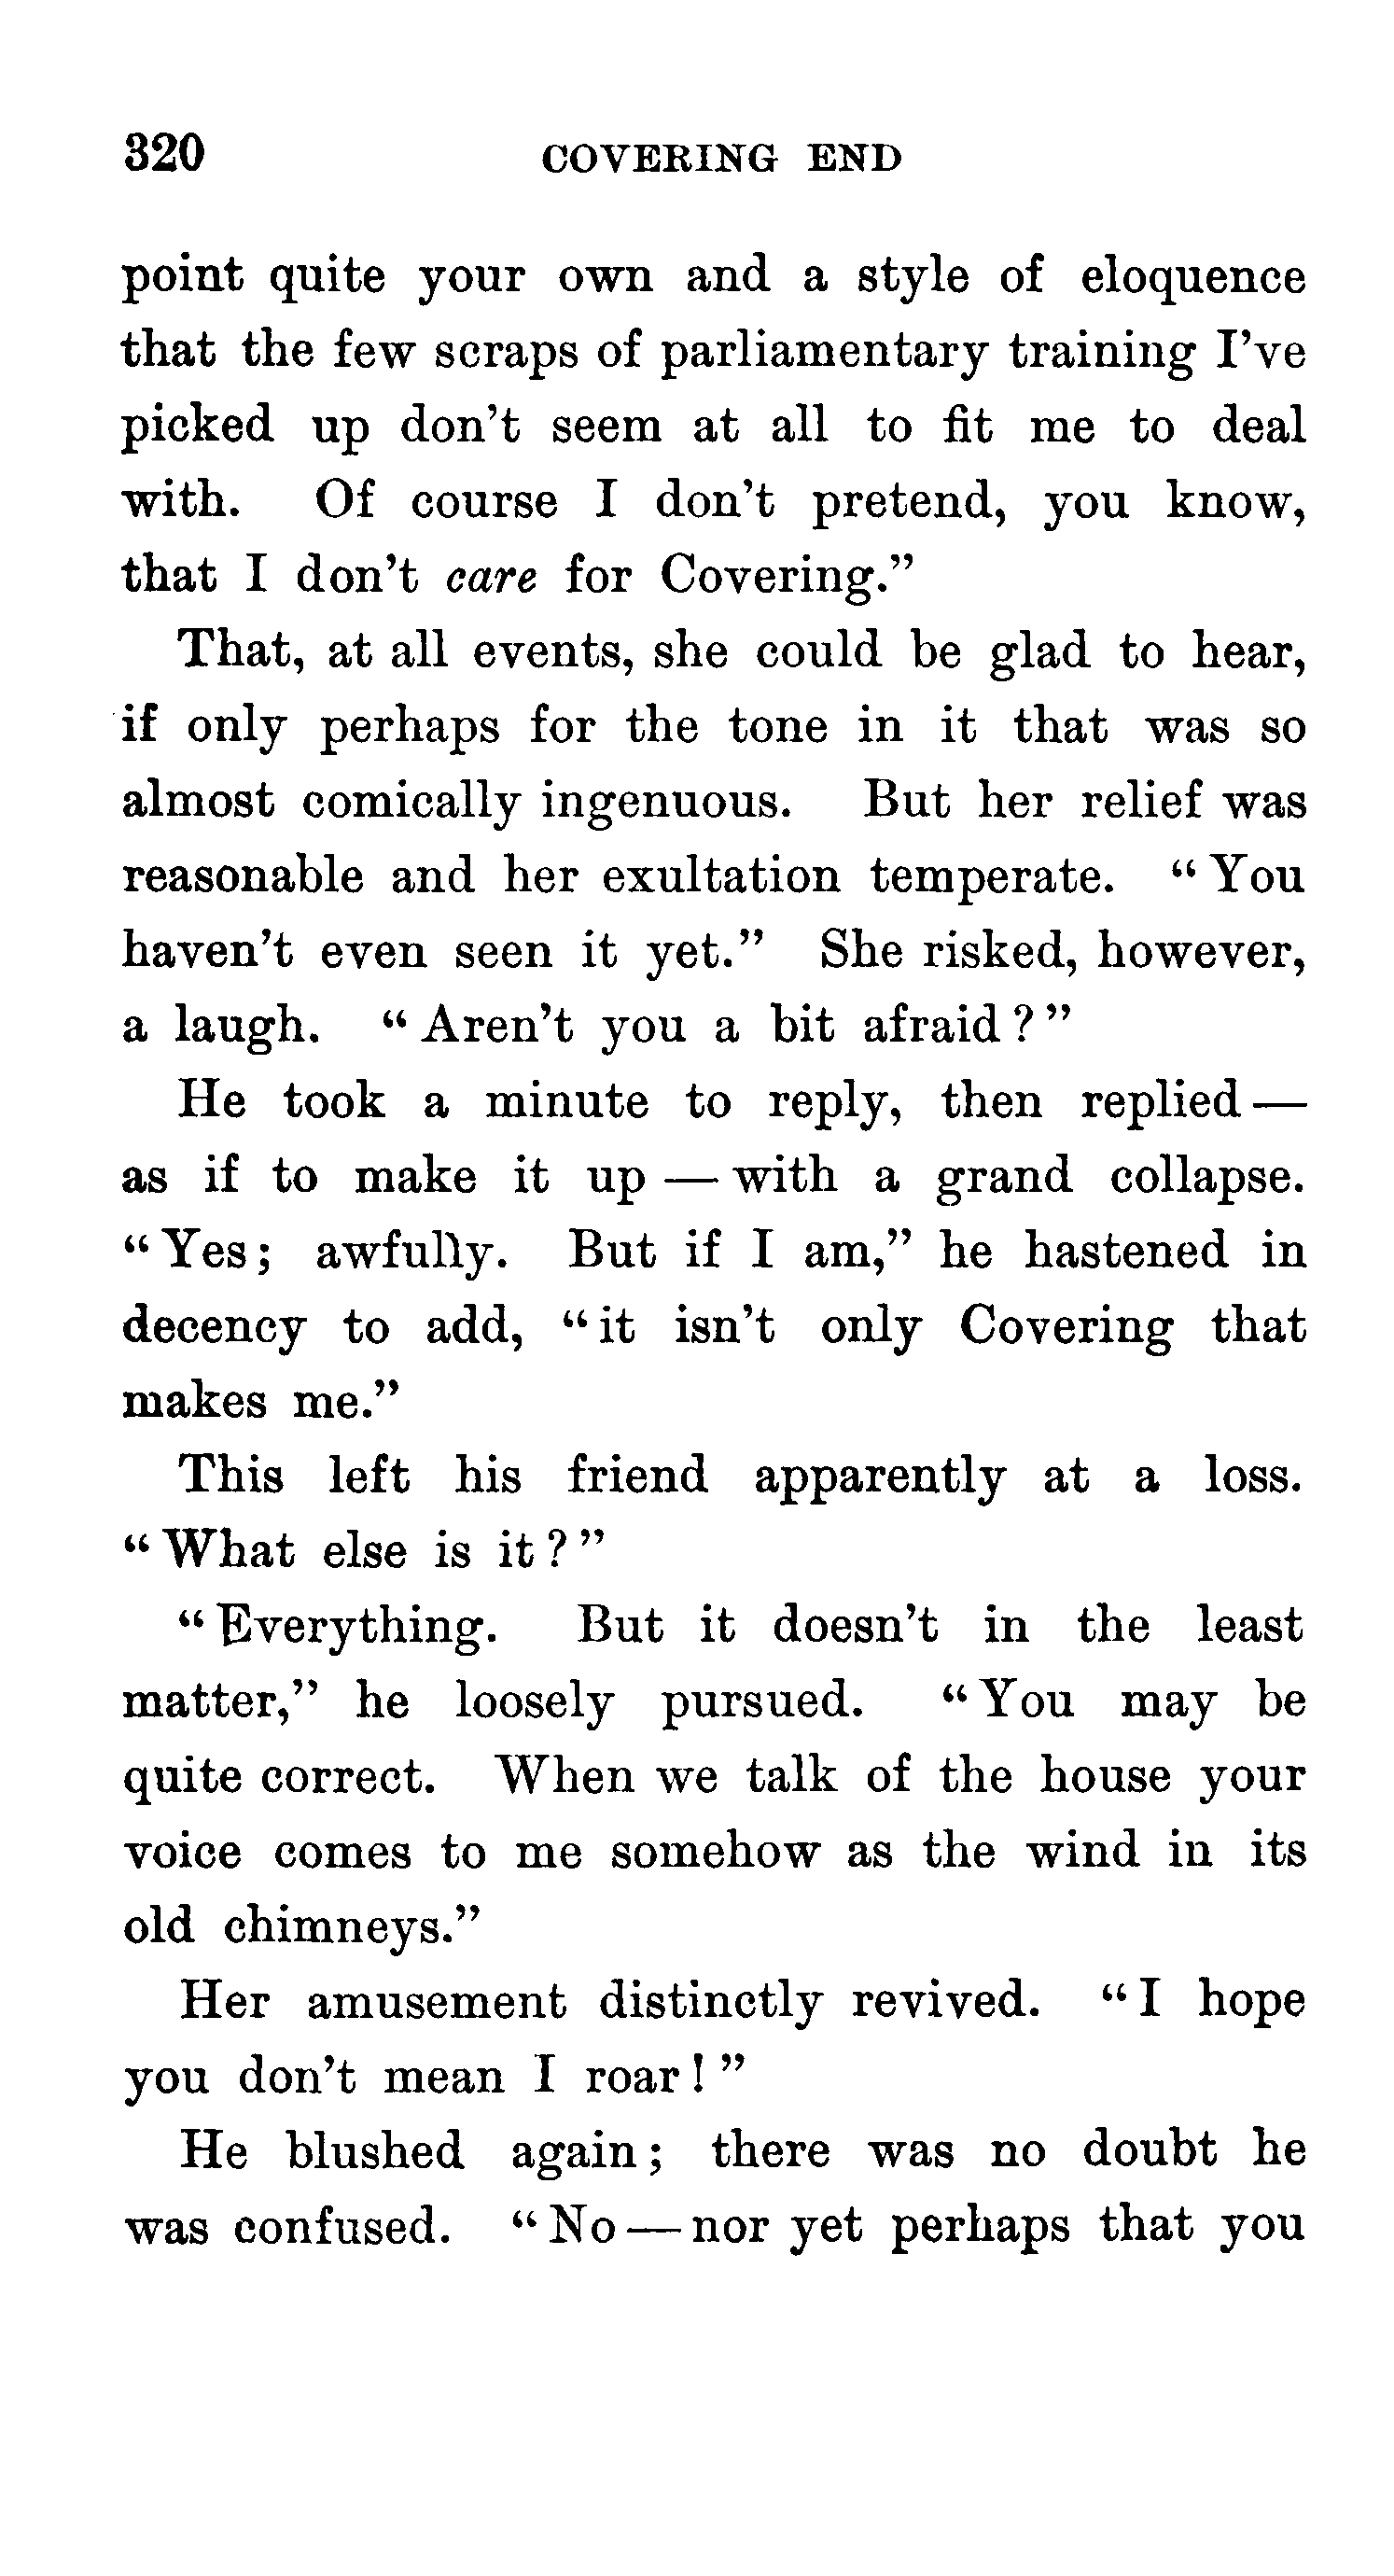 320 COVERING END
point quite your own and a style of eloquence
that the few scraps of parliamentary training I've
picked up don't seem at all to fit me to deal
with. Of course I don't pretend, you know,
that I don't care for Covering."
That, at all events, she could be glad to hear,
if only perhaps for the tone in it that was so
almost comically ingenuous. But her relief was
reasonable and her exultation temperate. "You
haven't even seen it yet." She risked, however,
a laugh. "Aren't you a bit afraid?"
He took a minute to reply, then replied—
as if to make it up—with a grand collapse.
"Yes; awfully. But if I am," he hastened in
decency to add, "it isn't only Covering that
makes me."
This left his friend apparently at a loss.
"What else is it?"
"Everything. But it doesn't in the least
matter," he loosely pursued. "You may be
quite correct. When we talk of the house your
voice comes to me somehow as the wind in its
old chimneys."
Her amusement distinctly revived. "I hope
you don't mean I roar!"
He blushed again; there was no doubt he
was confused. "No—nor yet perhaps that you